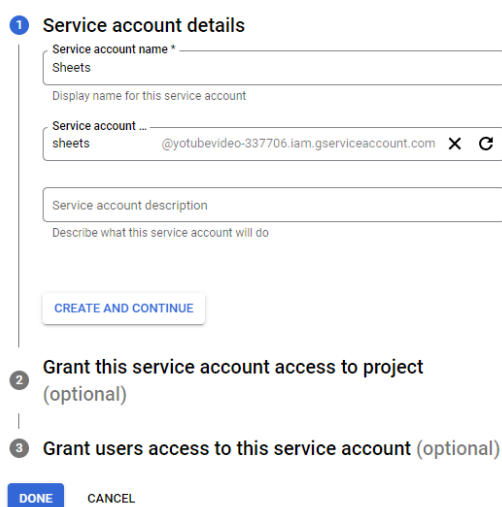 1 Service account details
Service account name *
Sheets
Display name for this service account
Service account ...
sheets @yotubevideo-337706.iam.gserviceaccount.com
Service account description
Describe what this service account will do
CREATE AND CONTINUE
2 Grant this service account access to project
(optional)
3 Grant users access to this service account (optional)
DONE CANCEL